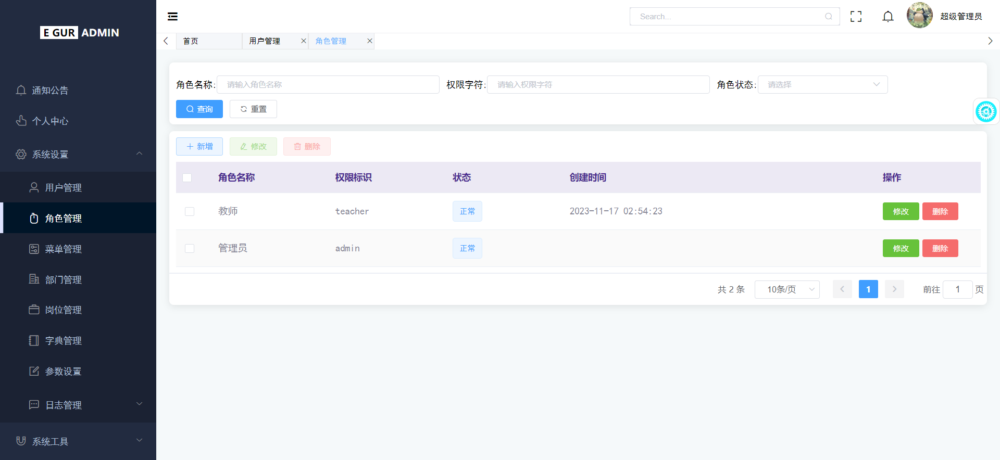 E GUR ADMIN
通知公告
个人中心
系统设置
用户管理
角色管理
菜单管理
部门管理
岗位管理
字典管理
参数设置
日志管理
系统工具
Search...
超级管理员
首页 用户管理 角色管理
角色名称: 请输入角色名称 权限字符: 请输入权限字符 角色状态: 请选择
查询 重置
新增 修改 删除
角色名称 权限标识 状态 创建时间 操作
教师 teacher 正常 2023-11-17 02:54:23 修改 删除
管理员 admin 正常 修改 删除
共 2 条 10条/页 1 前往 1 页